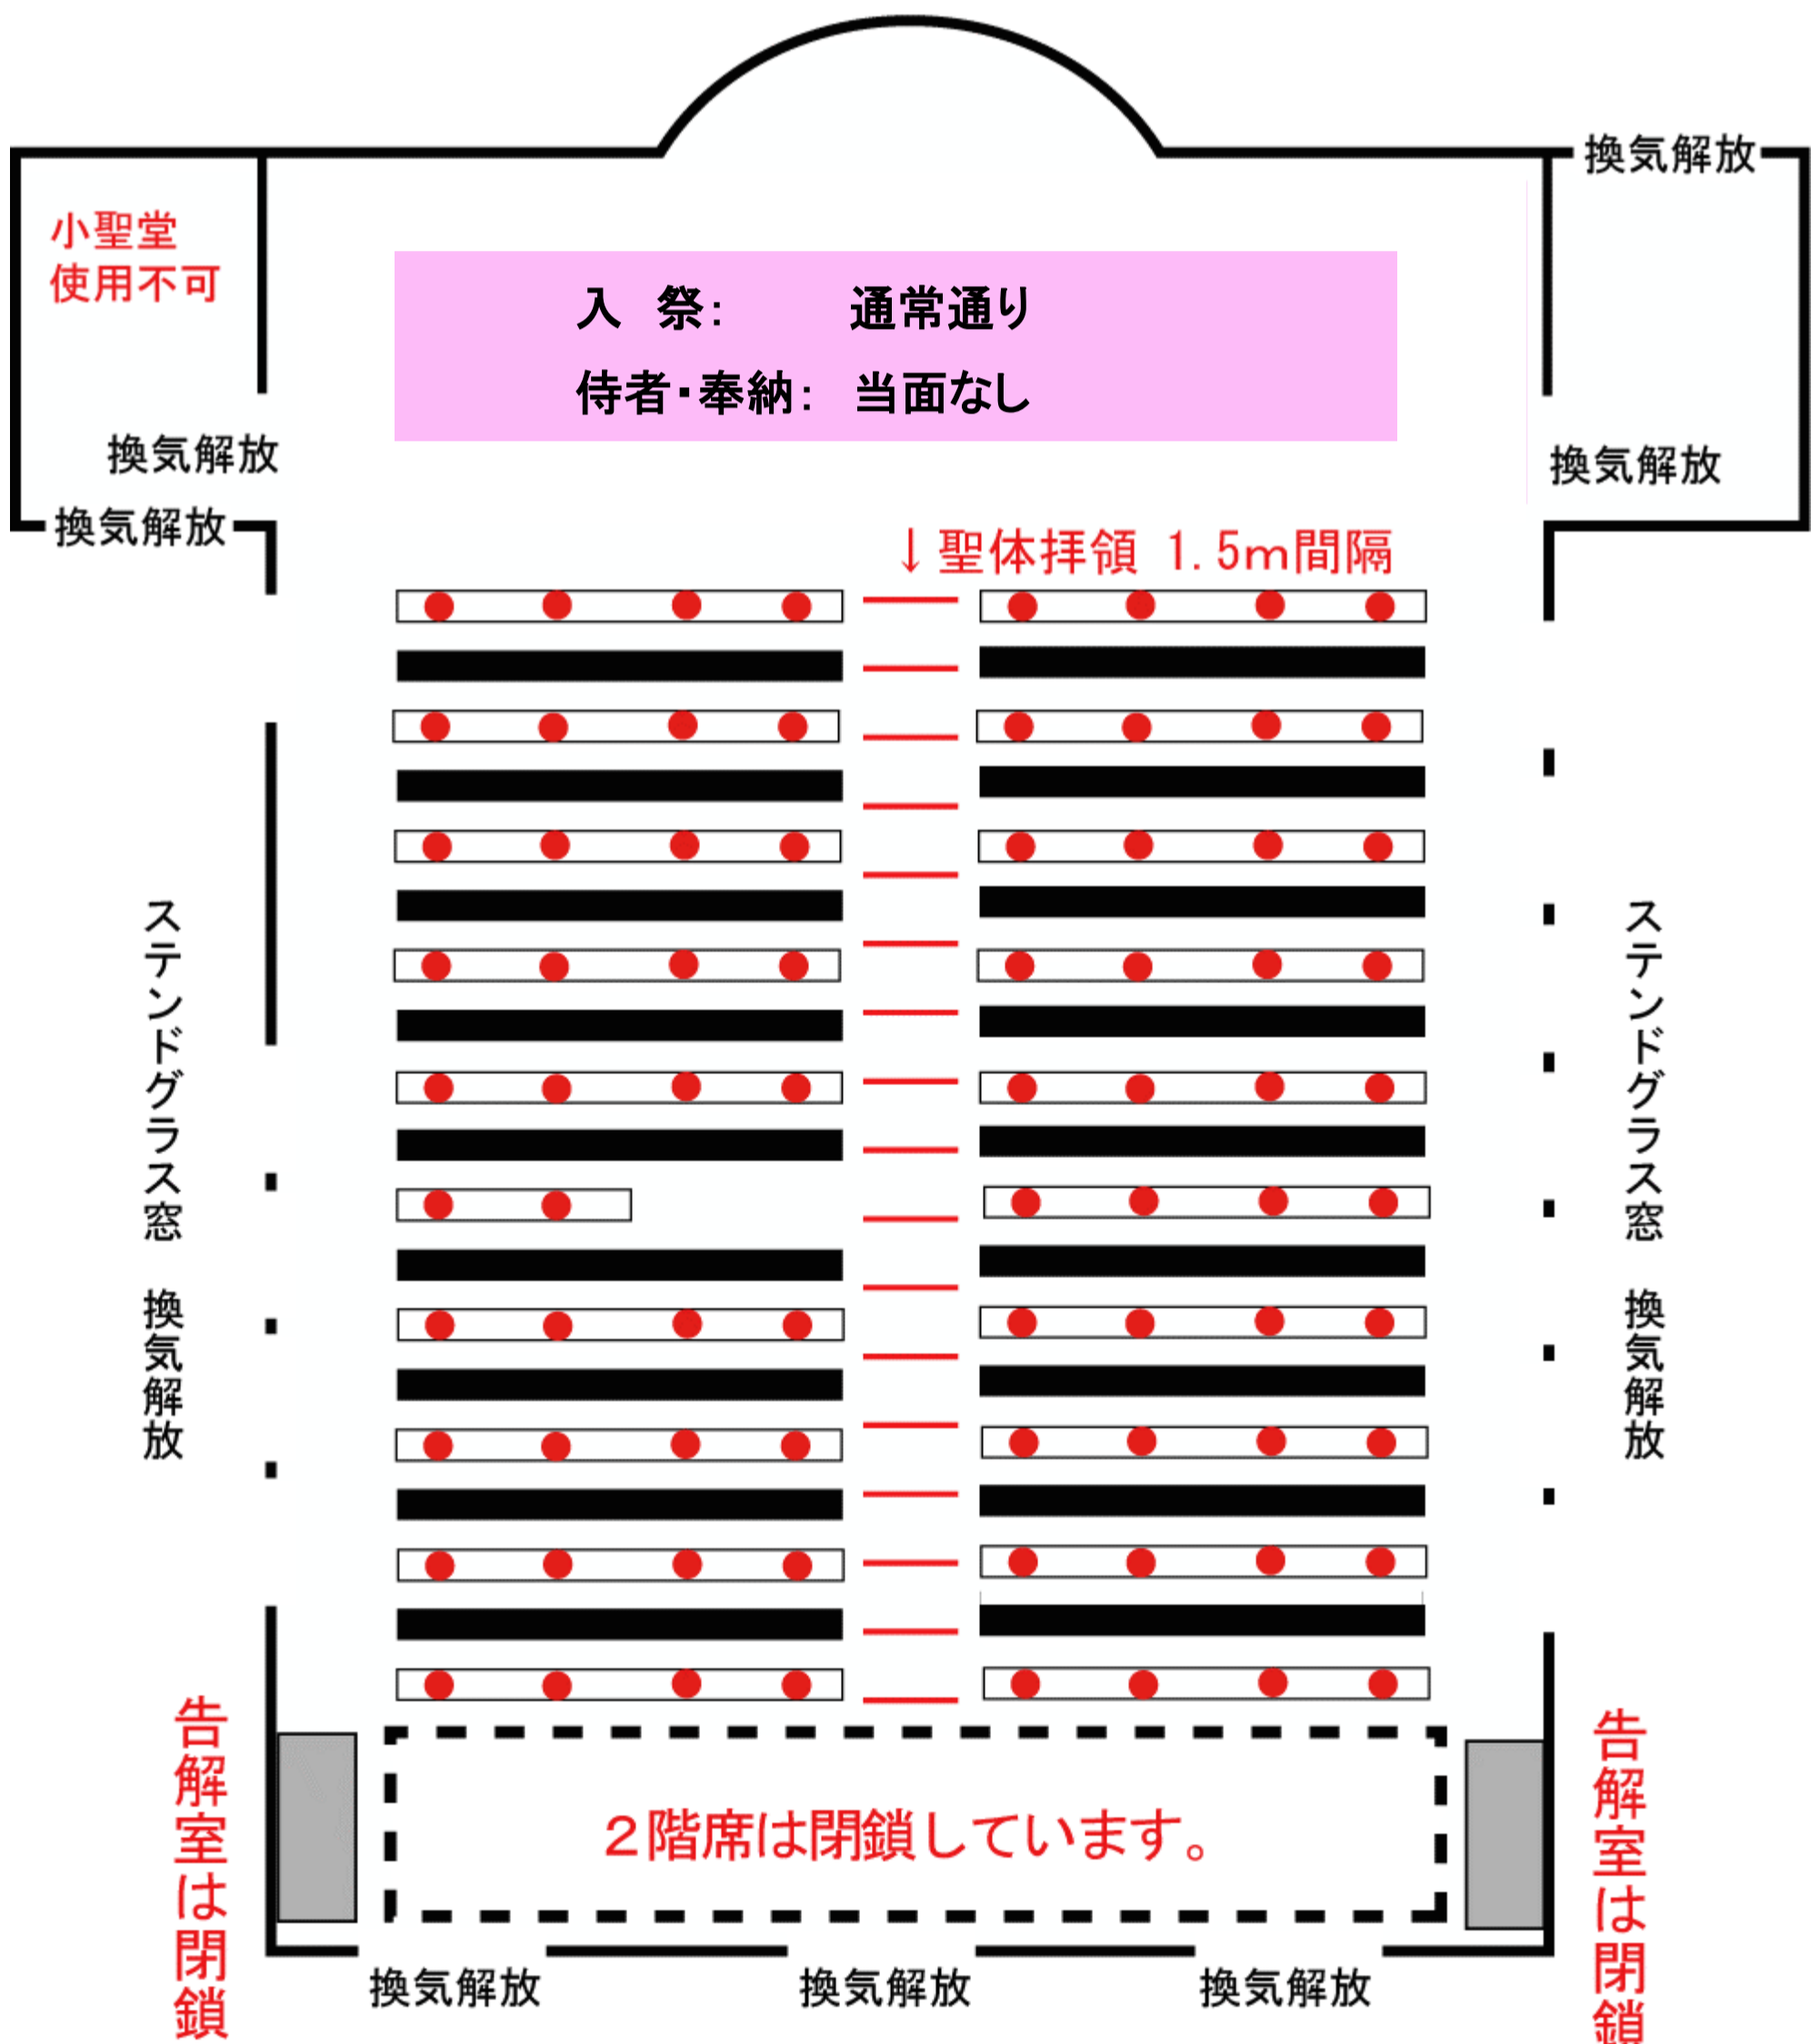 換気解放
小聖堂
使用不可
入　祭：　　　通常通り
侍者・奉納：　当面なし
換気解放
換気解放
換気解放
↓聖体拝領 1.5m間隔
ステンドグラス窓　換気解放
ステンドグラス窓　換気解放
告解室は閉鎖
２階席は閉鎖しています。
告解室は閉鎖
換気解放
換気解放
換気解放